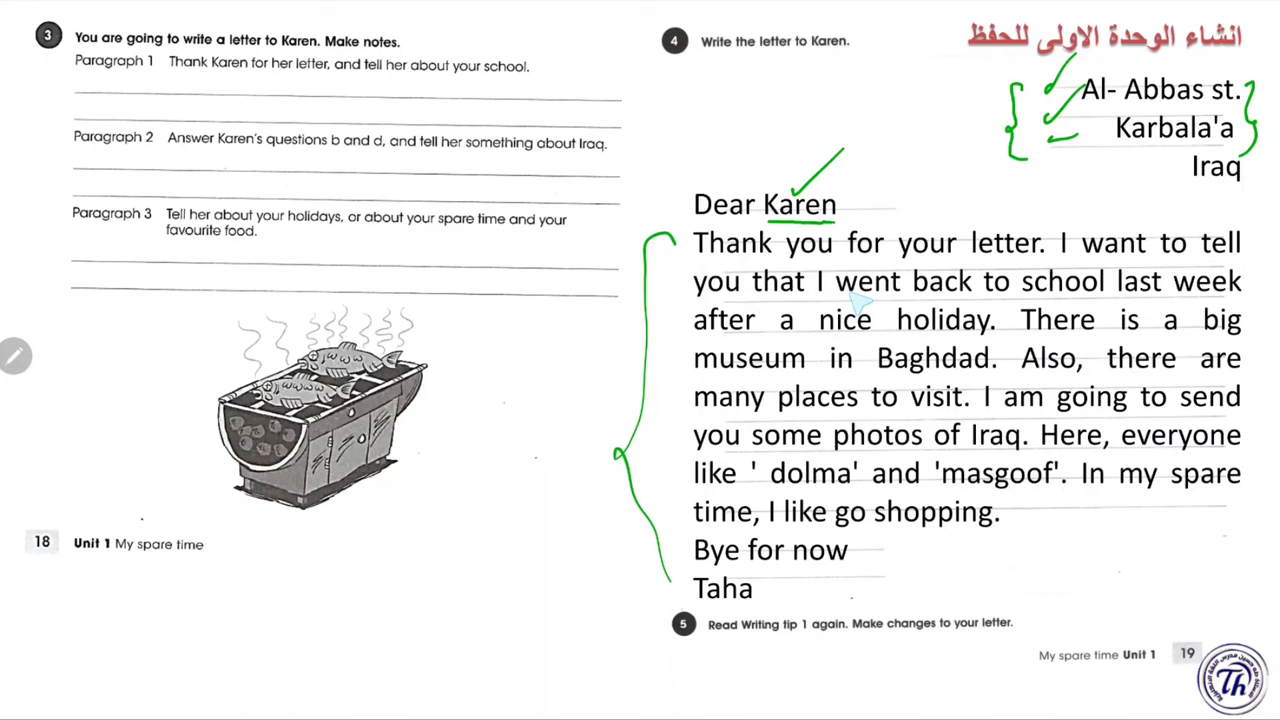 3 You are going to write a letter to Karen. Make notes.
Paragraph 1 Thank Karen for her letter, and tell her about your school.
Paragraph 2 Answer Karen's questions b and d, and tell her something about Iraq.
Paragraph 3 Tell her about your holidays, or about your spare time and your
favourite food.
18 Unit 1 My spare time
4 Write the letter to Karen.
انشاء الوحدة الاولى للحفظ
Al- Abbas st.
Karbala'a
Iraq
Dear Karen
Thank you for your letter. I want to tell
you that I went back to school last week
after a nice holiday. There is a big
museum in Baghdad. Also, there are
many places to visit. I am going to send
you some photos of Iraq. Here, everyone
like ' dolma' and 'masgoof'. In my spare
time, I like go shopping.
Bye for now
Taha
5 Read Writing tip 1 again. Make changes to your letter.
My spare time Unit 1 19
Th